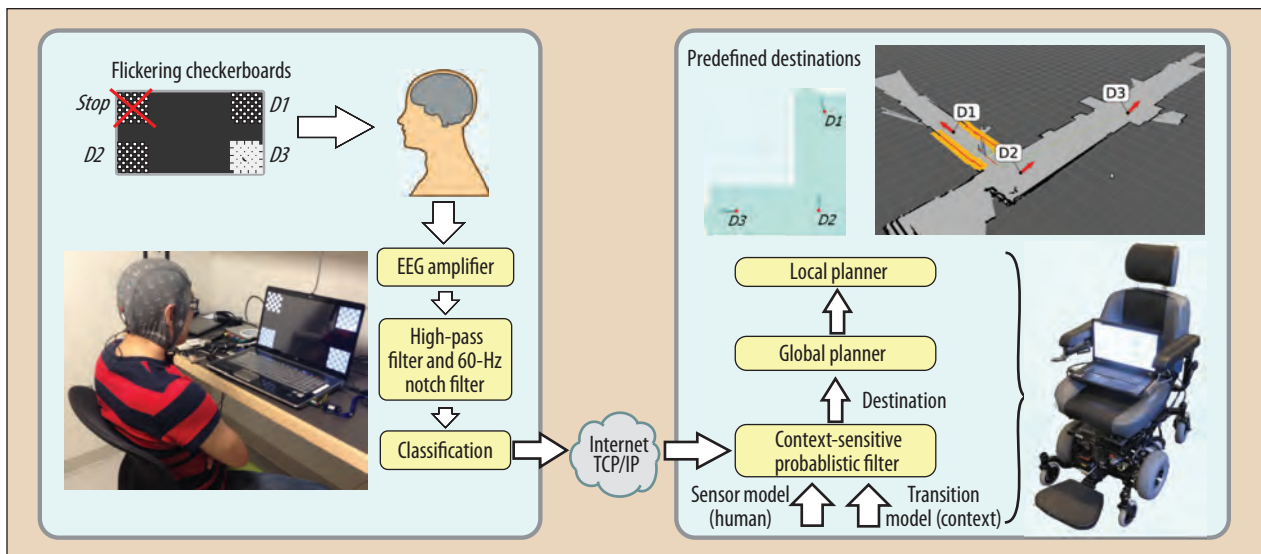 Flickering checkerboards
Stop
D1
D2
D3
EEG amplifier
High-pass
filter and 60-Hz
notch filter
Classification
Internet
TCP/IP
Predefined destinations
D1
D3
D2
D3
D1
D2
Local planner
Global planner
Destination
Context-sensitive
probablistic filter
Sensor model
(human)
Transition
model (context)